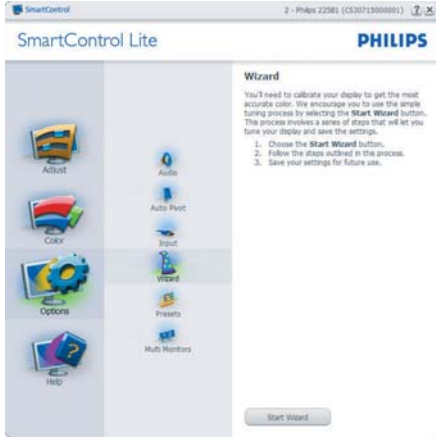 SmartControl
2 - Philips 225B1 (CS30715000001)
? X
SmartControl Lite
PHILIPS
Adjust
Color
Options
Help
Audio
Auto Pivot
Input
Wizard
Presets
Multi Monitors
Wizard
You'll need to calibrate your display to get the most
accurate color. We encourage you to use the simple
tuning process by selecting the Start Wizard button.
This process involves a series of steps that will let you
tune your display and save the settings.
1. Choose the Start Wizard button.
2. Follow the steps outlined in this process.
3. Save your settings for future use.
Start Wizard